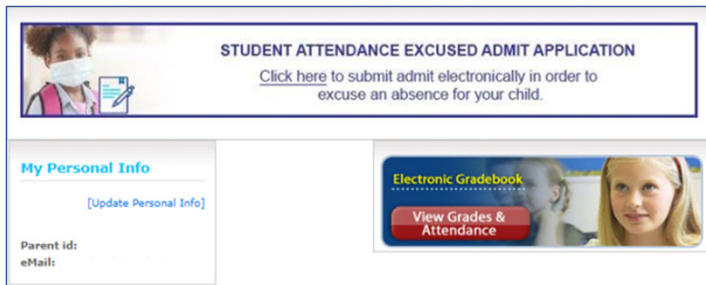 STUDENT ATTENDANCE EXCUSED ADMIT APPLICATION
Click here to submit admit electronically in order to
excuse an absence for your child.
My Personal Info
[Update Personal Info]
Parent id:
eMail:
Electronic Gradebook
View Grades &
Attendance